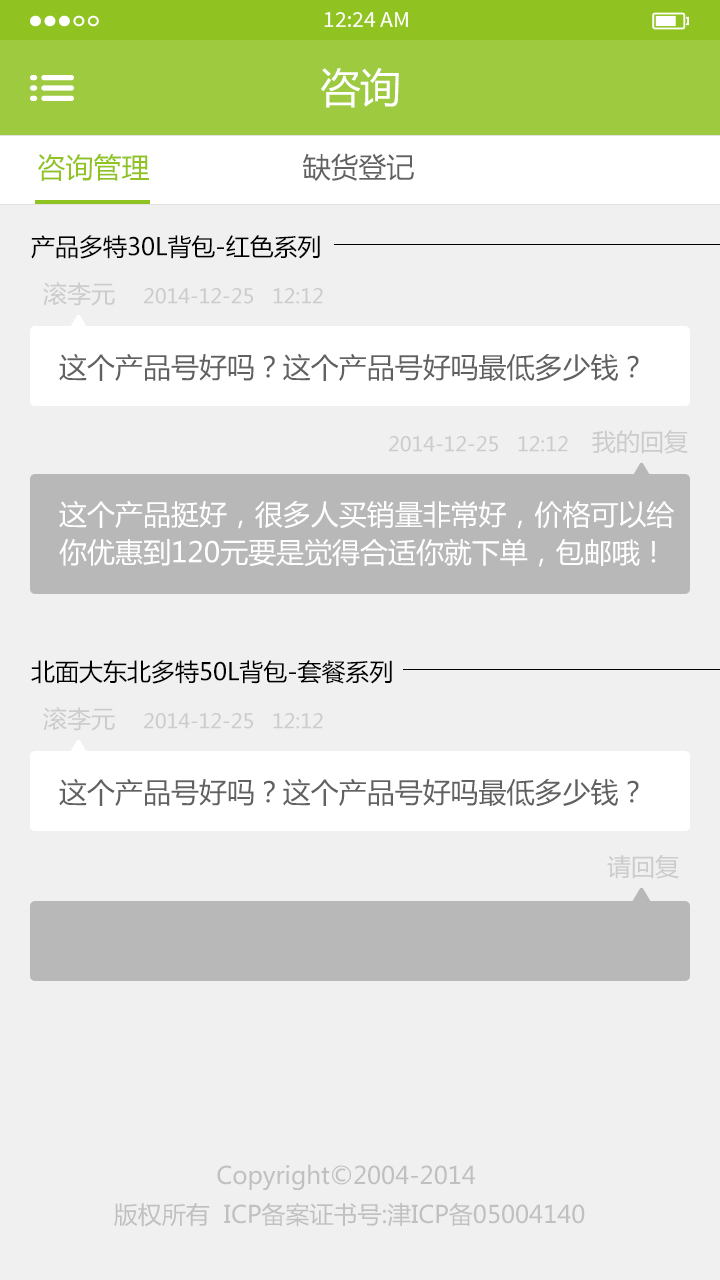 12:24 AM
咨询
咨询管理 缺货登记
产品多特30L背包-红色系列
滚李元 2014-12-25 12:12
这个产品号好吗？这个产品号好吗最低多少钱？
2014-12-25 12:12 我的回复
这个产品挺好，很多人买销量非常好，价格可以给
你优惠到120元要是觉得合适你就下单，包邮哦！
北面大东北多特50L背包-套餐系列
滚李元 2014-12-25 12:12
这个产品号好吗？这个产品号好吗最低多少钱？
请回复
Copyright©2004-2014
版权所有 ICP备案证书号:津ICP备05004140